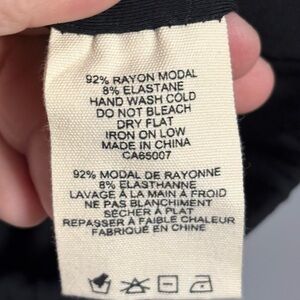 92% RAYON MODAL
8% ELASTANE
HAND WASH COLD
DO NOT BLEACH
DRY FLAT
IRON ON LOW
MADE IN CHINA
CA65007
92% MODAL DE RAYONNE
8% ELASTHANNE
LAVAGE À LA MAIN À FROID
NE PAS BLANCHIMENT
SÉCHER À PLAT
REPASSER À FAIBLE CHALEUR
FABRIQUÉ EN CHINE